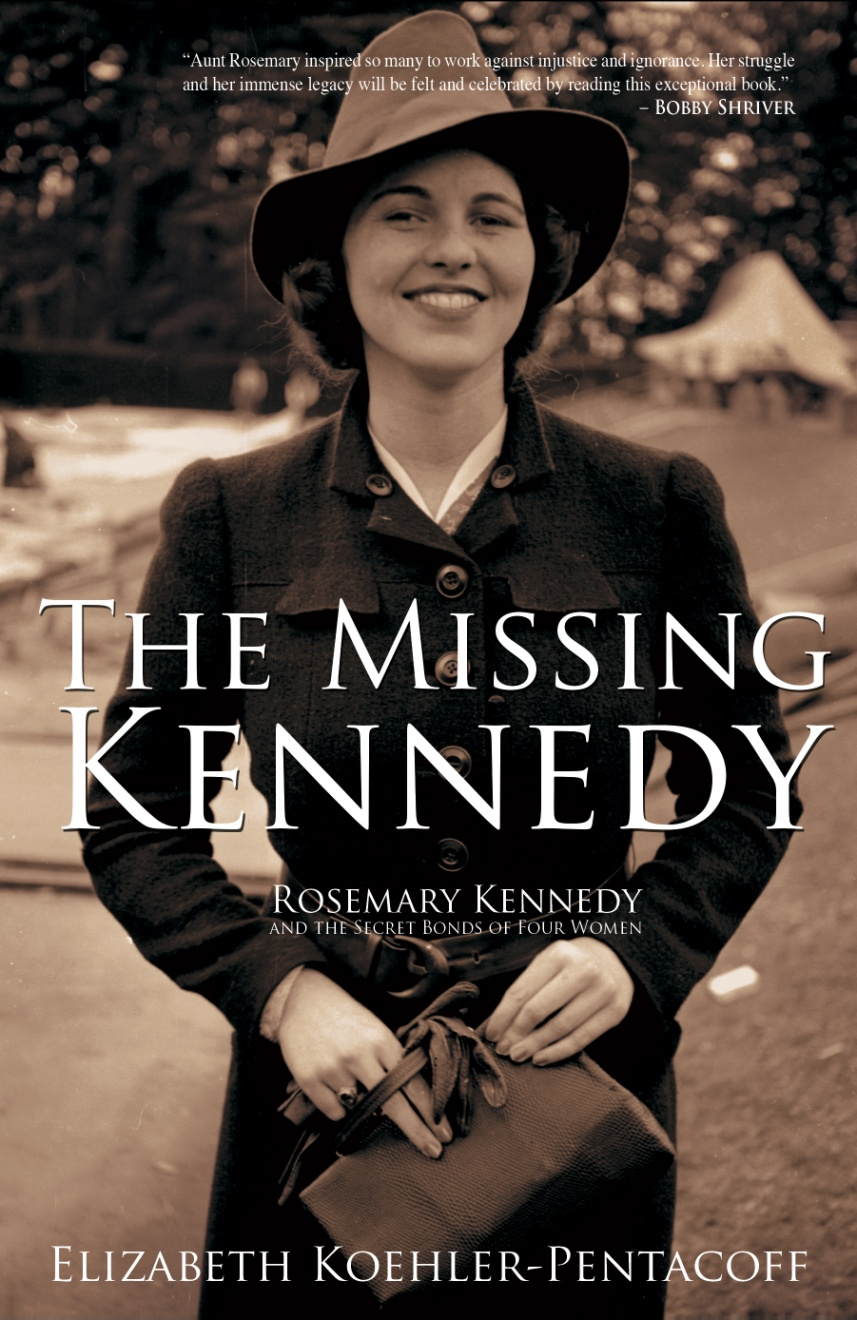 “Aunt Rosemary inspired so many to work against injustice and ignorance. Her struggle
and her immense legacy will be felt and celebrated by reading this exceptional book.”
– BOBBY SHRIVER
THE MISSING
KENNEDY
ROSEMARY KENNEDY
AND THE SECRET BONDS OF FOUR WOMEN
ELIZABETH KOEHLER-PENTACOFF